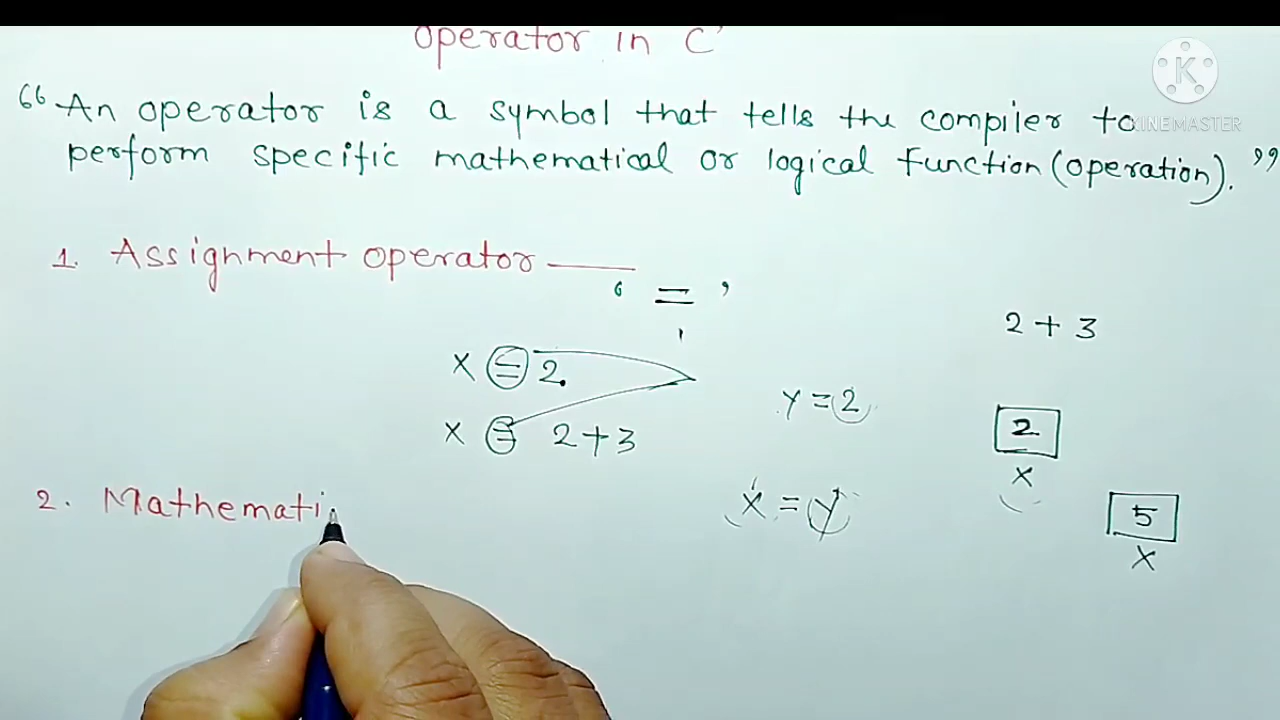 Operator in C
K
KINEMASTER
“ An operator is a symbol that tells the compiler to
perform specific mathematical or logical function (operation). ”
1. Assignment operator —
‘ = ’
2 + 3
x = 2.
y = 2
x = 2+3
2
x
2. Mathemati
x = y
5
x